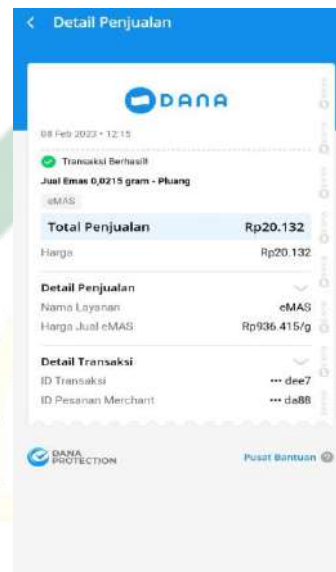 Detail Penjualan
DANA
08 Feb 2023 • 12:15
Transaksi Berhasil!
Jual Emas 0,0215 gram - Pluang
eMAS
Total Penjualan Rp20.132
Harga Rp20.132
Detail Penjualan
Nama Layanan eMAS
Harga Jual eMAS Rp936.415/g
Detail Transaksi
ID Transaksi ••• dee7
ID Pesanan Merchant ••• da88
DANA PROTECTION
Pusat Bantuan